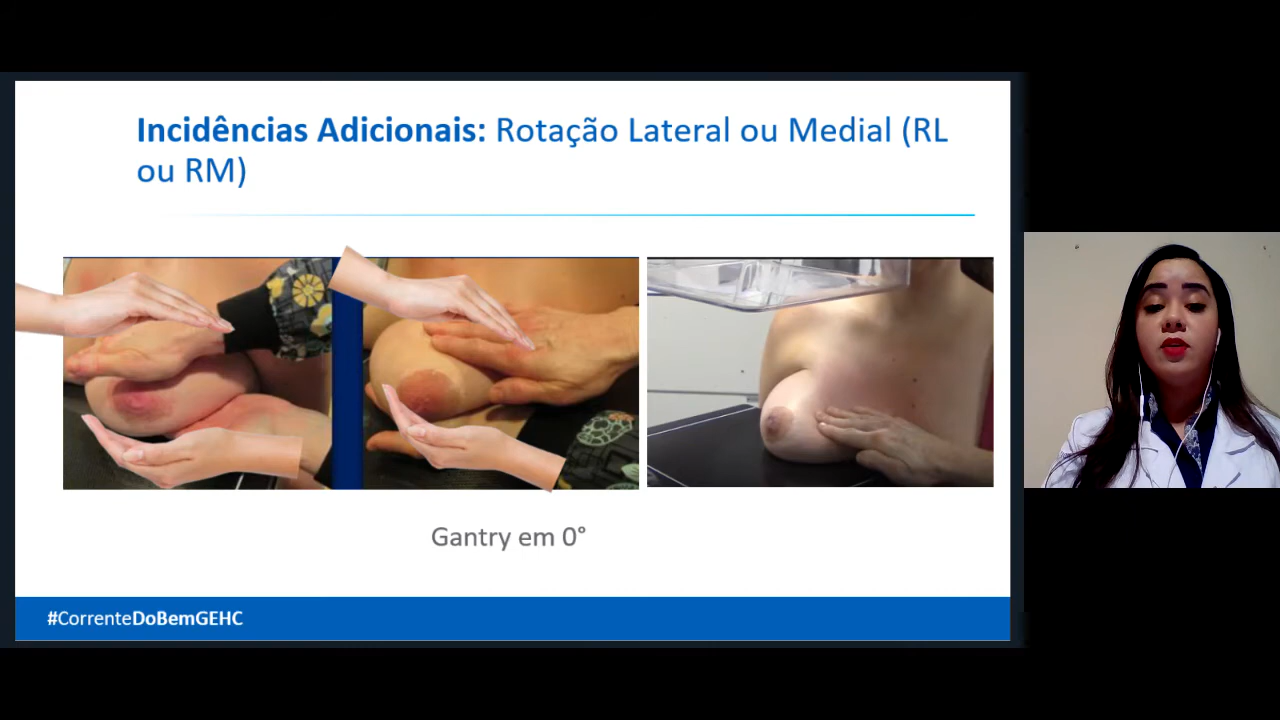 Incidências Adicionais: Rotação Lateral ou Medial (RL
ou RM)
Gantry em 0°
#CorrenteDoBemGEHC